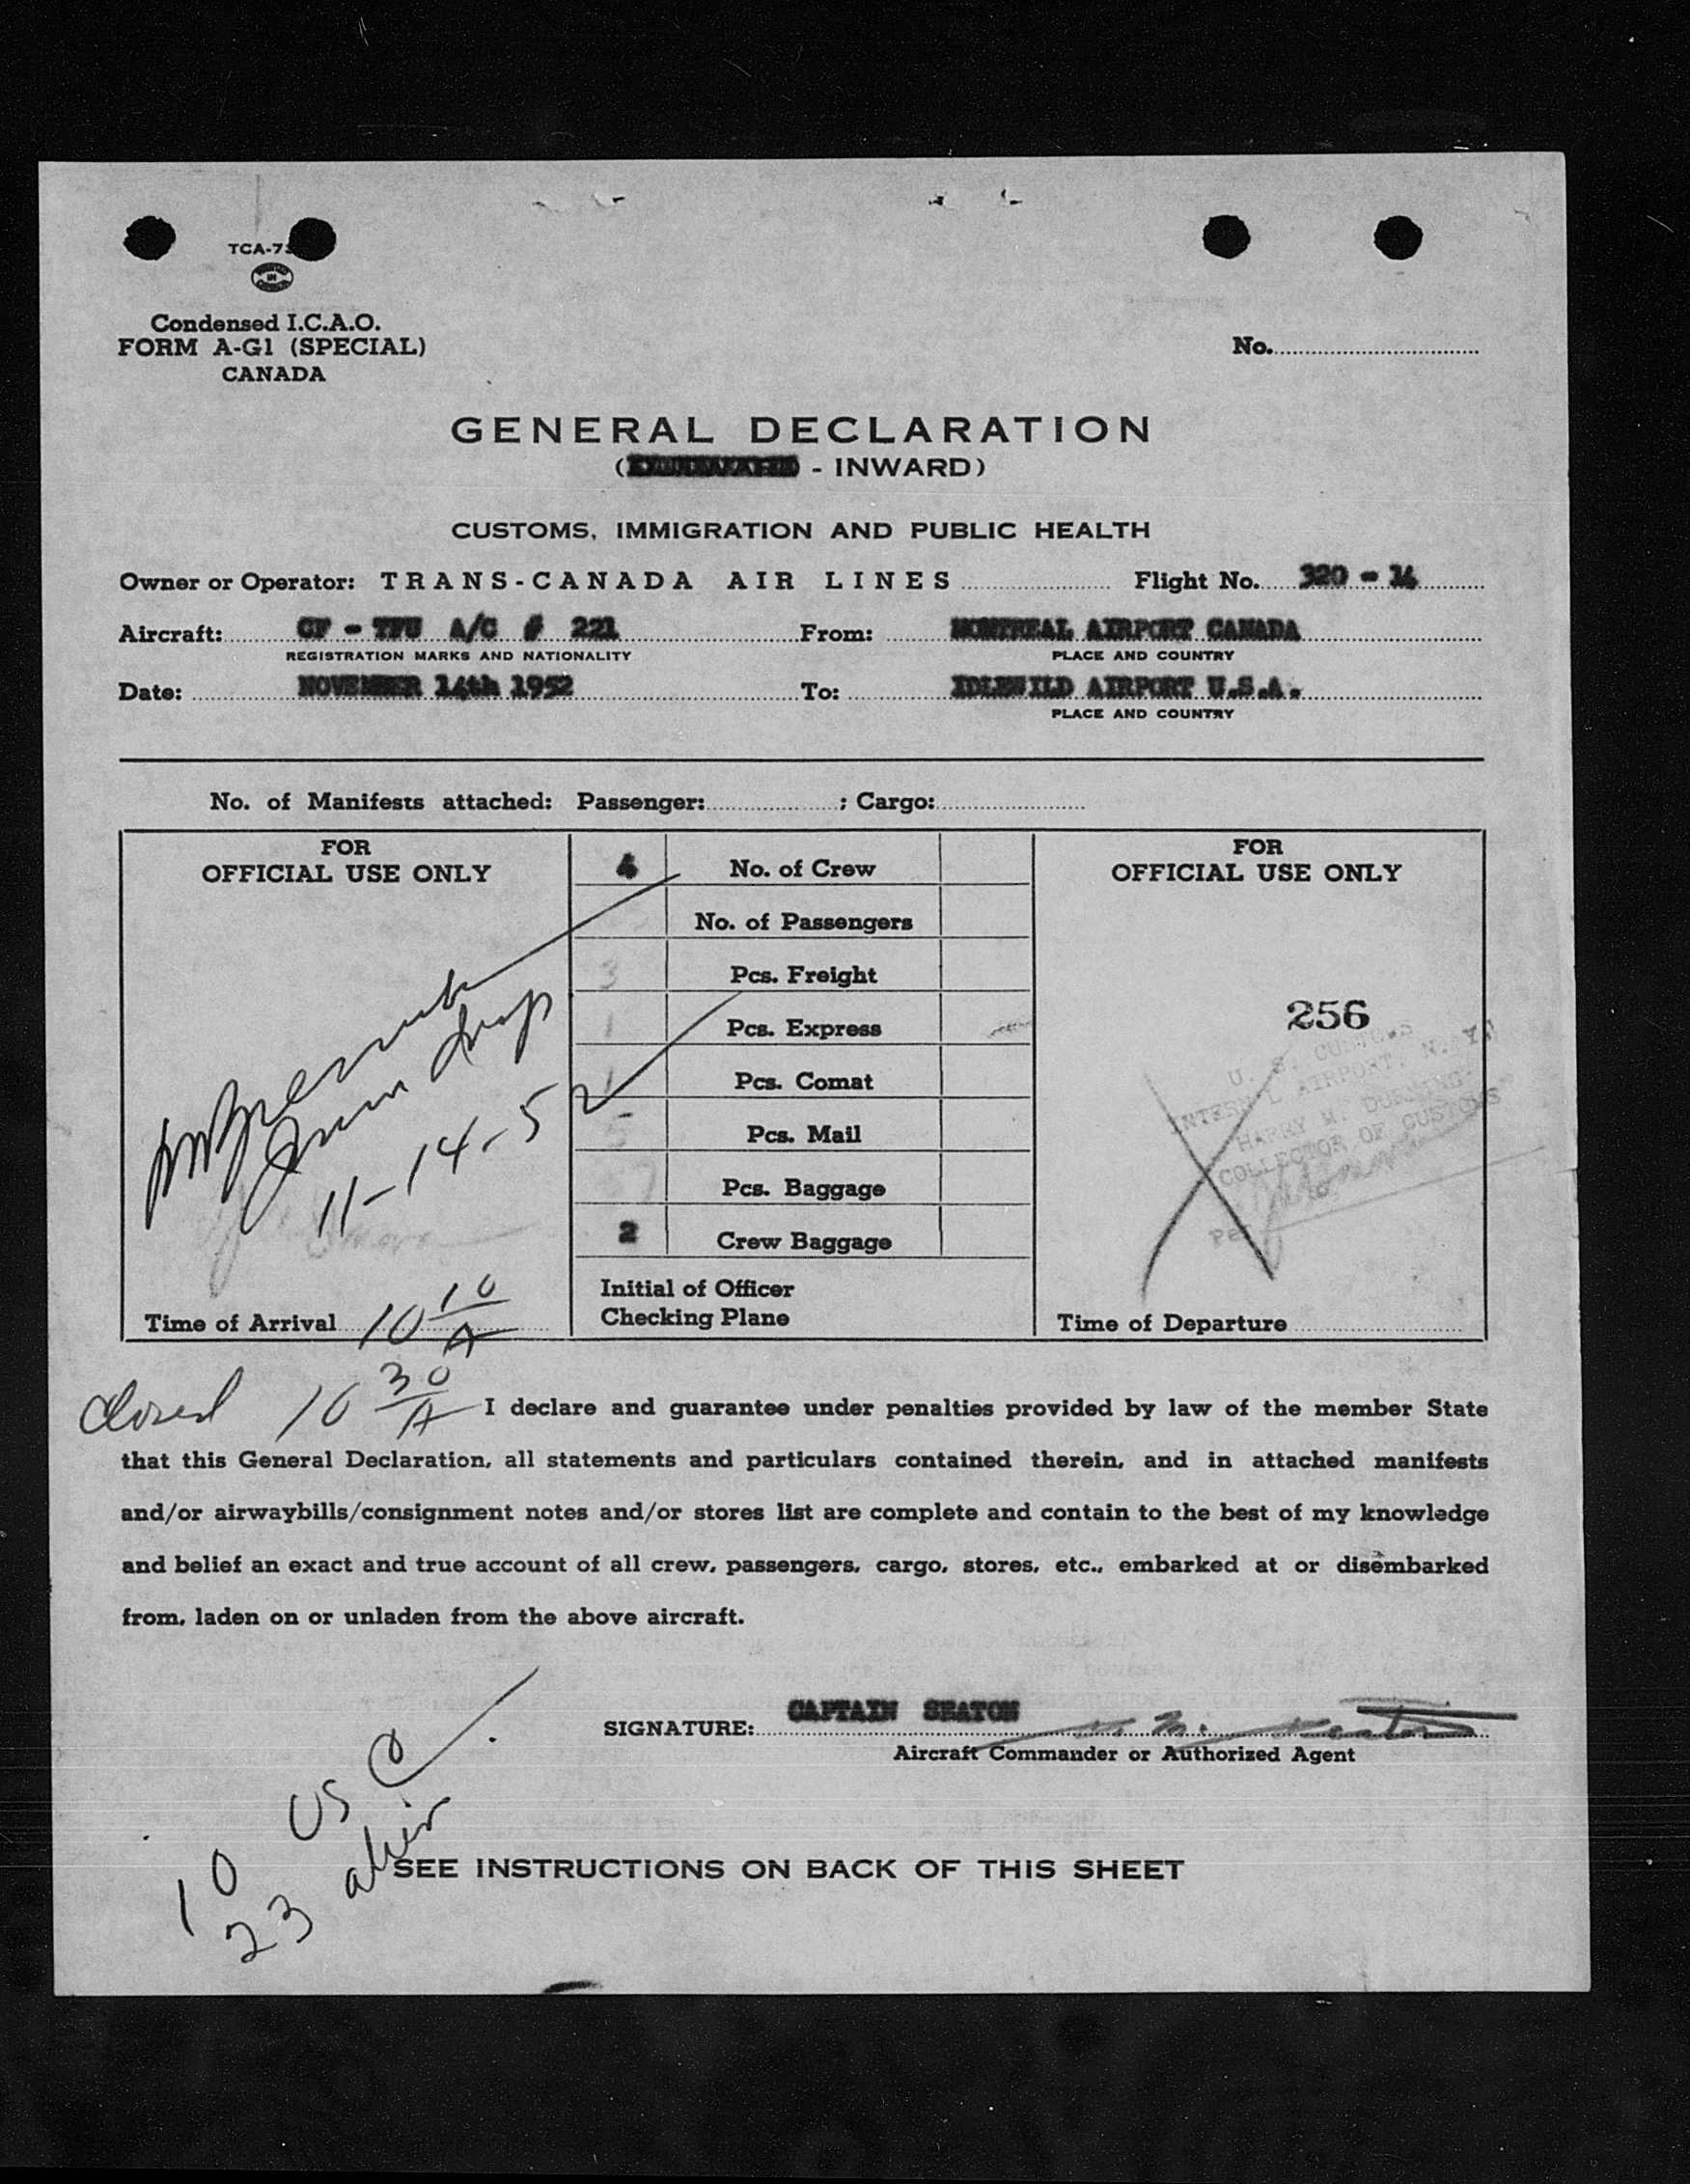 TCA-73
Condensed I.C.A.O.
FORM A-G1 (SPECIAL)
CANADA
No.
GENERAL DECLARATION
( - INWARD)
CUSTOMS, IMMIGRATION AND PUBLIC HEALTH
Owner or Operator: TRANS-CANADA AIR LINES Flight No. 320 - 14
Aircraft: CF - TFU A/C # 221 From: MONTREAL AIRPORT CANADA
REGISTRATION MARKS AND NATIONALITY PLACE AND COUNTRY
Date: NOVEMBER 14th 1952 To: IDLEWILD AIRPORT U.S.A.
PLACE AND COUNTRY
No. of Manifests attached: Passenger: ; Cargo:
FOR
OFFICIAL USE ONLY
11-14-52
Time of Arrival 10 10/A
4 No. of Crew
No. of Passengers
3 Pcs. Freight
1 Pcs. Express
1 Pcs. Comat
5 Pcs. Mail
7 Pcs. Baggage
2 Crew Baggage
Initial of Officer
Checking Plane
FOR
OFFICIAL USE ONLY
256
U. S. CUSTOMS
INTERN'L AIRPORT, N. Y.
HARRY M. DURNING
COLLECTOR OF CUSTOMS
Per
Time of Departure
Closed 10 30/A
I declare and guarantee under penalties provided by law of the member State
that this General Declaration, all statements and particulars contained therein, and in attached manifests
and/or airwaybills/consignment notes and/or stores list are complete and contain to the best of my knowledge
and belief an exact and true account of all crew, passengers, cargo, stores, etc., embarked at or disembarked
from, laden on or unladen from the above aircraft.
SIGNATURE: CAPTAIN SEATON
Aircraft Commander or Authorized Agent
10 US C
23 alien
SEE INSTRUCTIONS ON BACK OF THIS SHEET